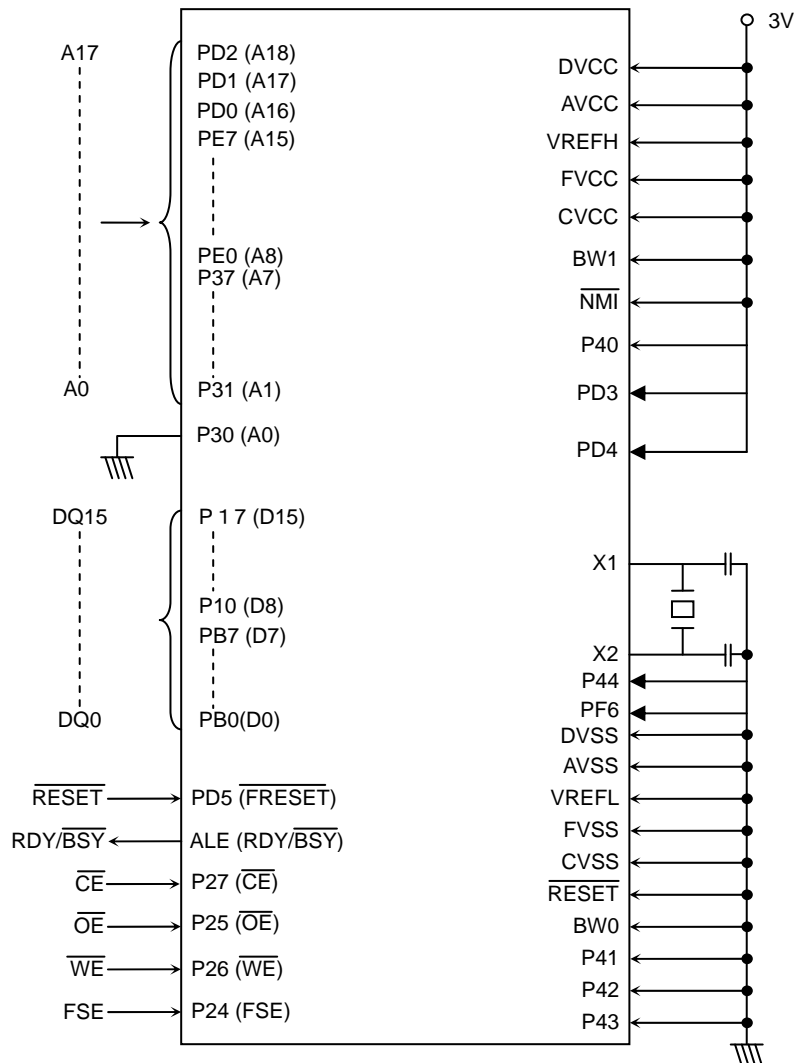 3V
A17
A0
PD2 (A18)
PD1 (A17)
PD0 (A16)
PE7 (A15)
PE0 (A8)
P37 (A7)
P31 (A1)
P30 (A0)
DQ15
DQ0
P１７ (D15)
P10 (D8)
PB7 (D7)
PB0(D0)
RESET
PD5 (FRESET)
RDY/BSY
ALE (RDY/BSY)
CE
P27 (CE)
OE
P25 (OE)
WE
P26 (WE)
FSE
P24 (FSE)
DVCC
AVCC
VREFH
FVCC
CVCC
BW1
NMI
P40
PD3
PD4
X1
X2
P44
PF6
DVSS
AVSS
VREFL
FVSS
CVSS
RESET
BW0
P41
P42
P43